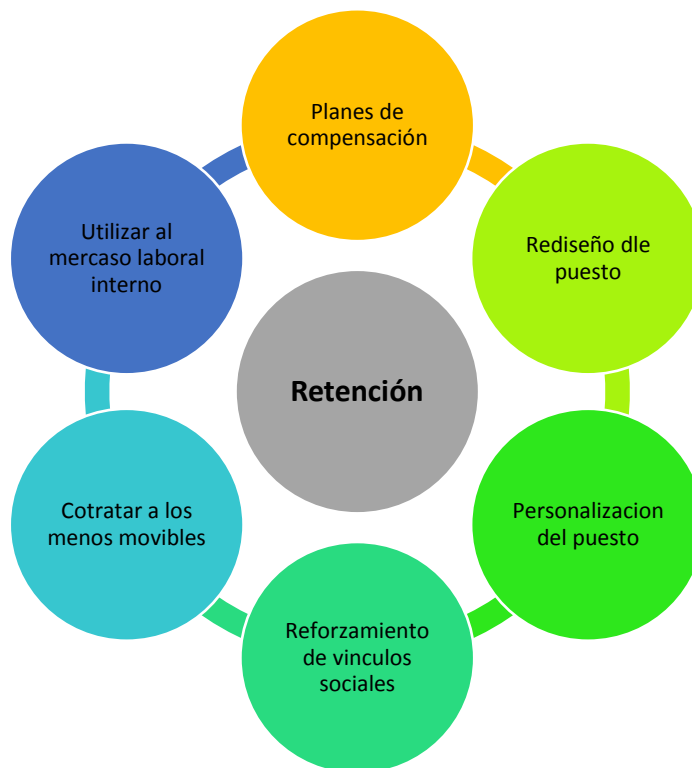 Planes de
compensación
Rediseño dle
puesto
Personalizacion
del puesto
Reforzamiento
de vinculos
sociales
Cotratar a los
menos movibles
Utilizar al
mercaso laboral
interno
Retención